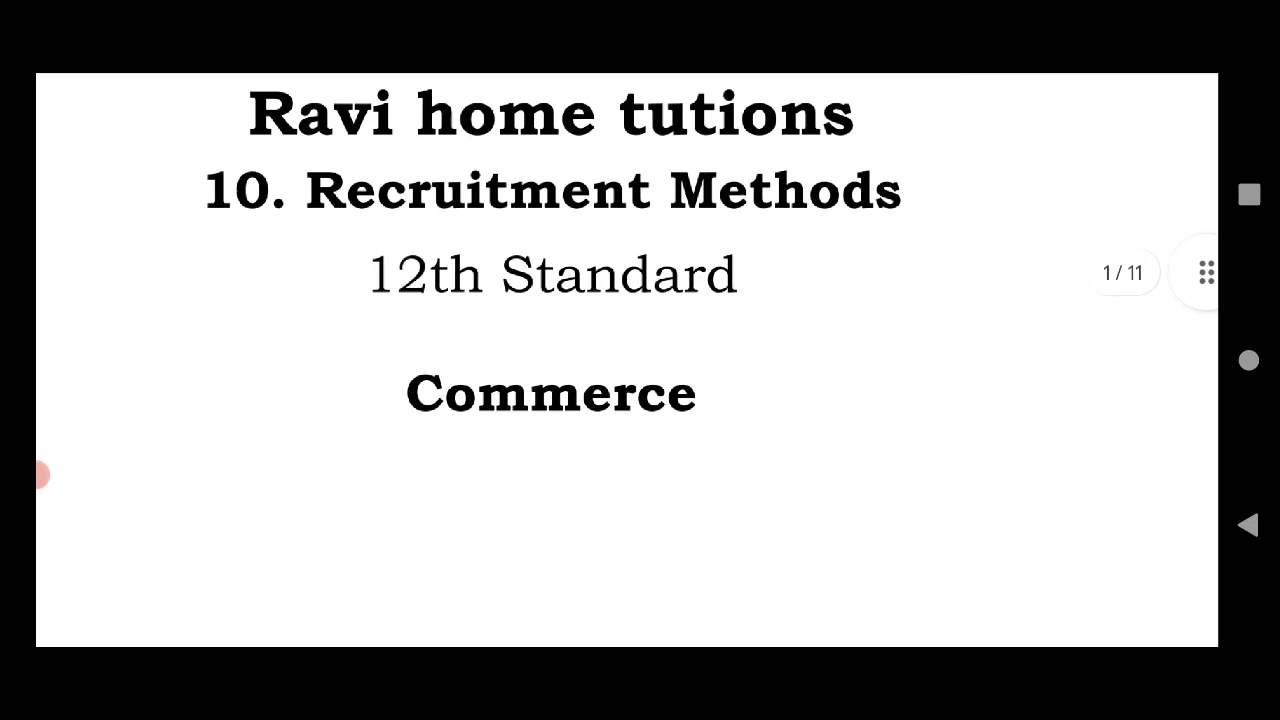 Ravi home tutions
10. Recruitment Methods
12th Standard
1 / 11
Commerce